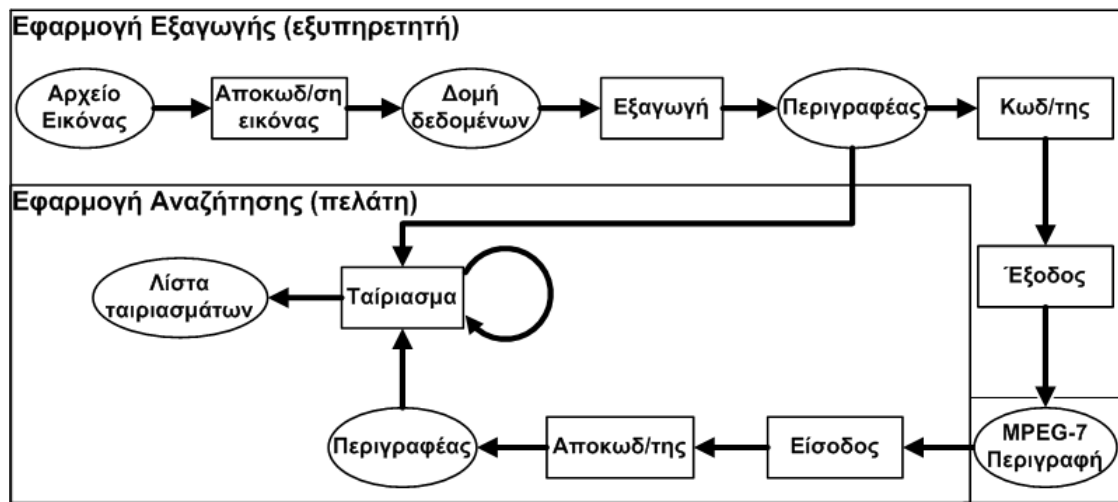 Εφαρμογή Εξαγωγής (εξυπηρετητή)
Αρχείο
Εικόνας
Αποκωδ/ση
εικόνας
Δομή
δεδομένων
Εξαγωγή
Περιγραφέας
Κωδ/της
Εφαρμογή Αναζήτησης (πελάτη)
Λίστα
ταιριασμάτων
Ταίριασμα
Έξοδος
Περιγραφέας
Αποκωδ/της
Είσοδος
MPEG-7
Περιγραφή